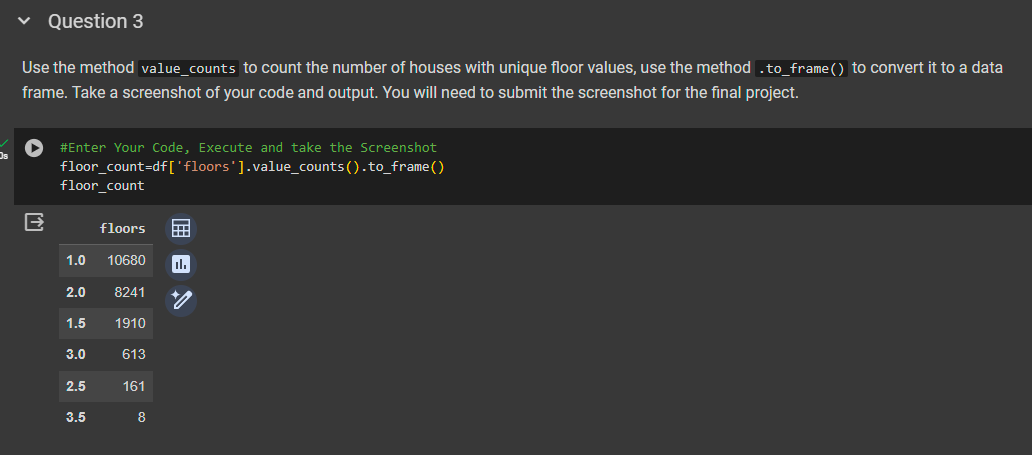 Question 3
Use the method value_counts to count the number of houses with unique floor values, use the method .to_frame() to convert it to a data
frame. Take a screenshot of your code and output. You will need to submit the screenshot for the final project.
0s
#Enter Your Code, Execute and take the Screenshot
floor_count=df['floors'].value_counts().to_frame()
floor_count
floors
1.0 10680
2.0 8241
1.5 1910
3.0 613
2.5 161
3.5 8